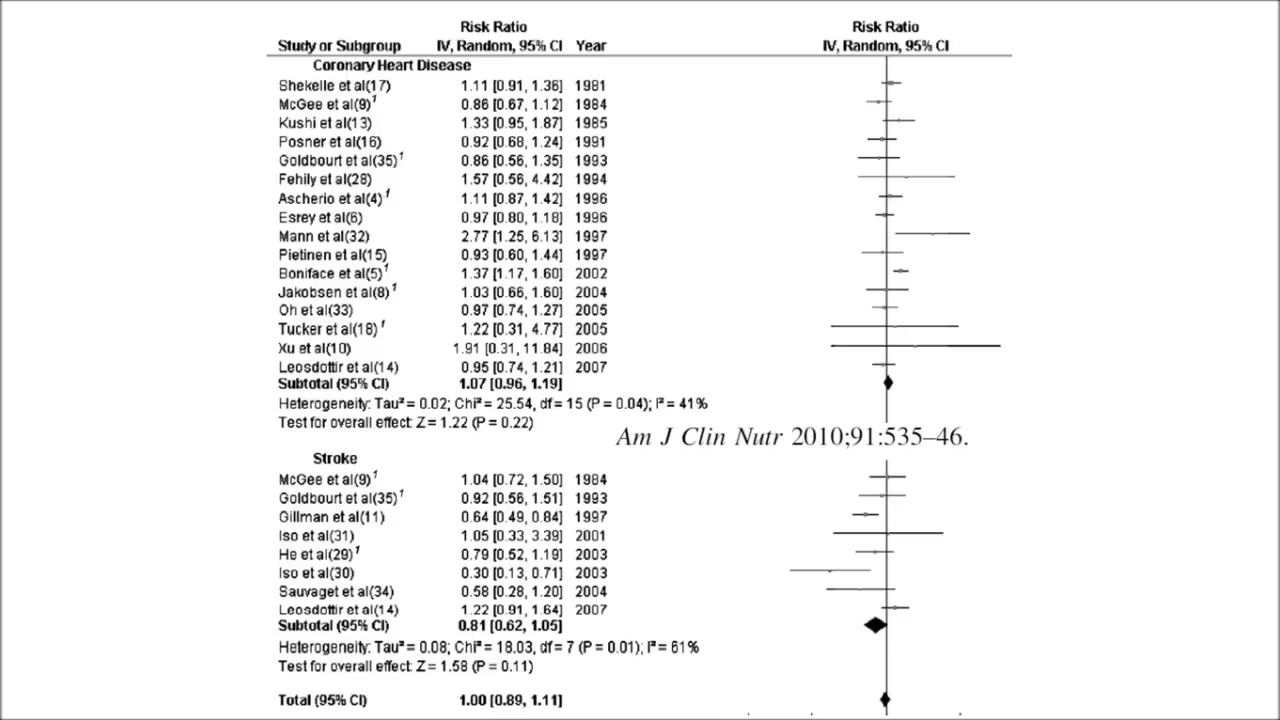 Risk Ratio Risk Ratio
Study or Subgroup IV, Random, 95% CI Year IV, Random, 95% CI
Coronary Heart Disease
Shekelle et al(17) 1.11 [0.91, 1.36] 1981
McGee et al(9)¹ 0.86 [0.67, 1.12] 1984
Kushi et al(13) 1.33 [0.95, 1.87] 1985
Posner et al(16) 0.92 [0.68, 1.24] 1991
Goldbourt et al(35)¹ 0.86 [0.56, 1.35] 1993
Fehily et al(28) 1.57 [0.56, 4.42] 1994
Ascherio et al(4)¹ 1.11 [0.87, 1.42] 1996
Esrey et al(6) 0.97 [0.80, 1.18] 1996
Mann et al(32) 2.77 [1.25, 6.13] 1997
Pietinen et al(15) 0.93 [0.60, 1.44] 1997
Boniface et al(5)¹ 1.37 [1.17, 1.60] 2002
Jakobsen et al(8)¹ 1.03 [0.66, 1.60] 2004
Oh et al(33) 0.97 [0.74, 1.27] 2005
Tucker et al(18)¹ 1.22 [0.31, 4.77] 2005
Xu et al(10) 1.91 [0.31, 11.84] 2006
Leosdottir et al(14) 0.95 [0.74, 1.21] 2007
Subtotal (95% CI) 1.07 [0.96, 1.19]
Heterogeneity: Tau² = 0.02; Chi² = 25.54, df = 15 (P = 0.04); I² = 41%
Test for overall effect: Z = 1.22 (P = 0.22)
Am J Clin Nutr 2010;91:535–46.
Stroke
McGee et al(9)¹ 1.04 [0.72, 1.50] 1984
Goldbourt et al(35)¹ 0.92 [0.56, 1.51] 1993
Gillman et al(11) 0.64 [0.49, 0.84] 1997
Iso et al(31) 1.05 [0.33, 3.39] 2001
He et al(29)¹ 0.79 [0.52, 1.19] 2003
Iso et al(30) 0.30 [0.13, 0.71] 2003
Sauvaget et al(34) 0.58 [0.28, 1.20] 2004
Leosdottir et al(14) 1.22 [0.91, 1.64] 2007
Subtotal (95% CI) 0.81 [0.62, 1.05]
Heterogeneity: Tau² = 0.08; Chi² = 18.03, df = 7 (P = 0.01); I² = 61%
Test for overall effect: Z = 1.58 (P = 0.11)
Total (95% CI) 1.00 [0.89, 1.11]